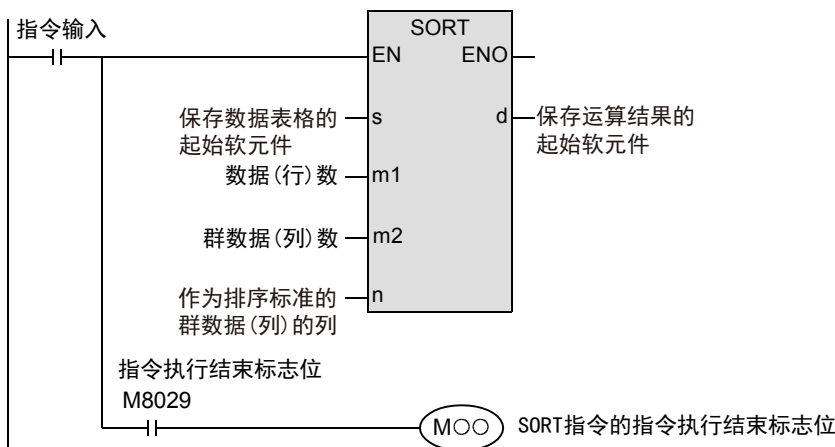 指令输入
SORT
EN ENO
保存数据表格的
起始软元件
s
d
保存运算结果的
起始软元件
数据(行)数
m1
群数据(列)数
m2
作为排序标准的
群数据(列)的列
n
指令执行结束标志位
M8029
M○○
SORT指令的指令执行结束标志位